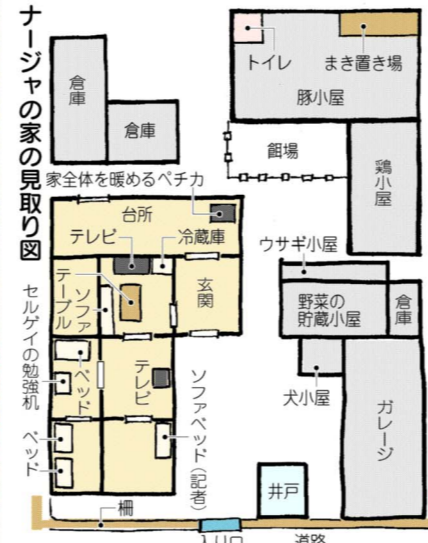 ナージャの家の見取り図
トイレ
まき置き場
豚小屋
倉庫
倉庫
餌場
鶏小屋
家全体を暖めるペチカ
台所
テレビ
冷蔵庫
ウサギ小屋
テーブル
ソファ
玄関
野菜の
貯蔵小屋
倉庫
セルゲイの勉強机
ベッド
テレビ
ソファベッド(記者)
犬小屋
ガレージ
ベッド
井戸
柵
入り口
道路